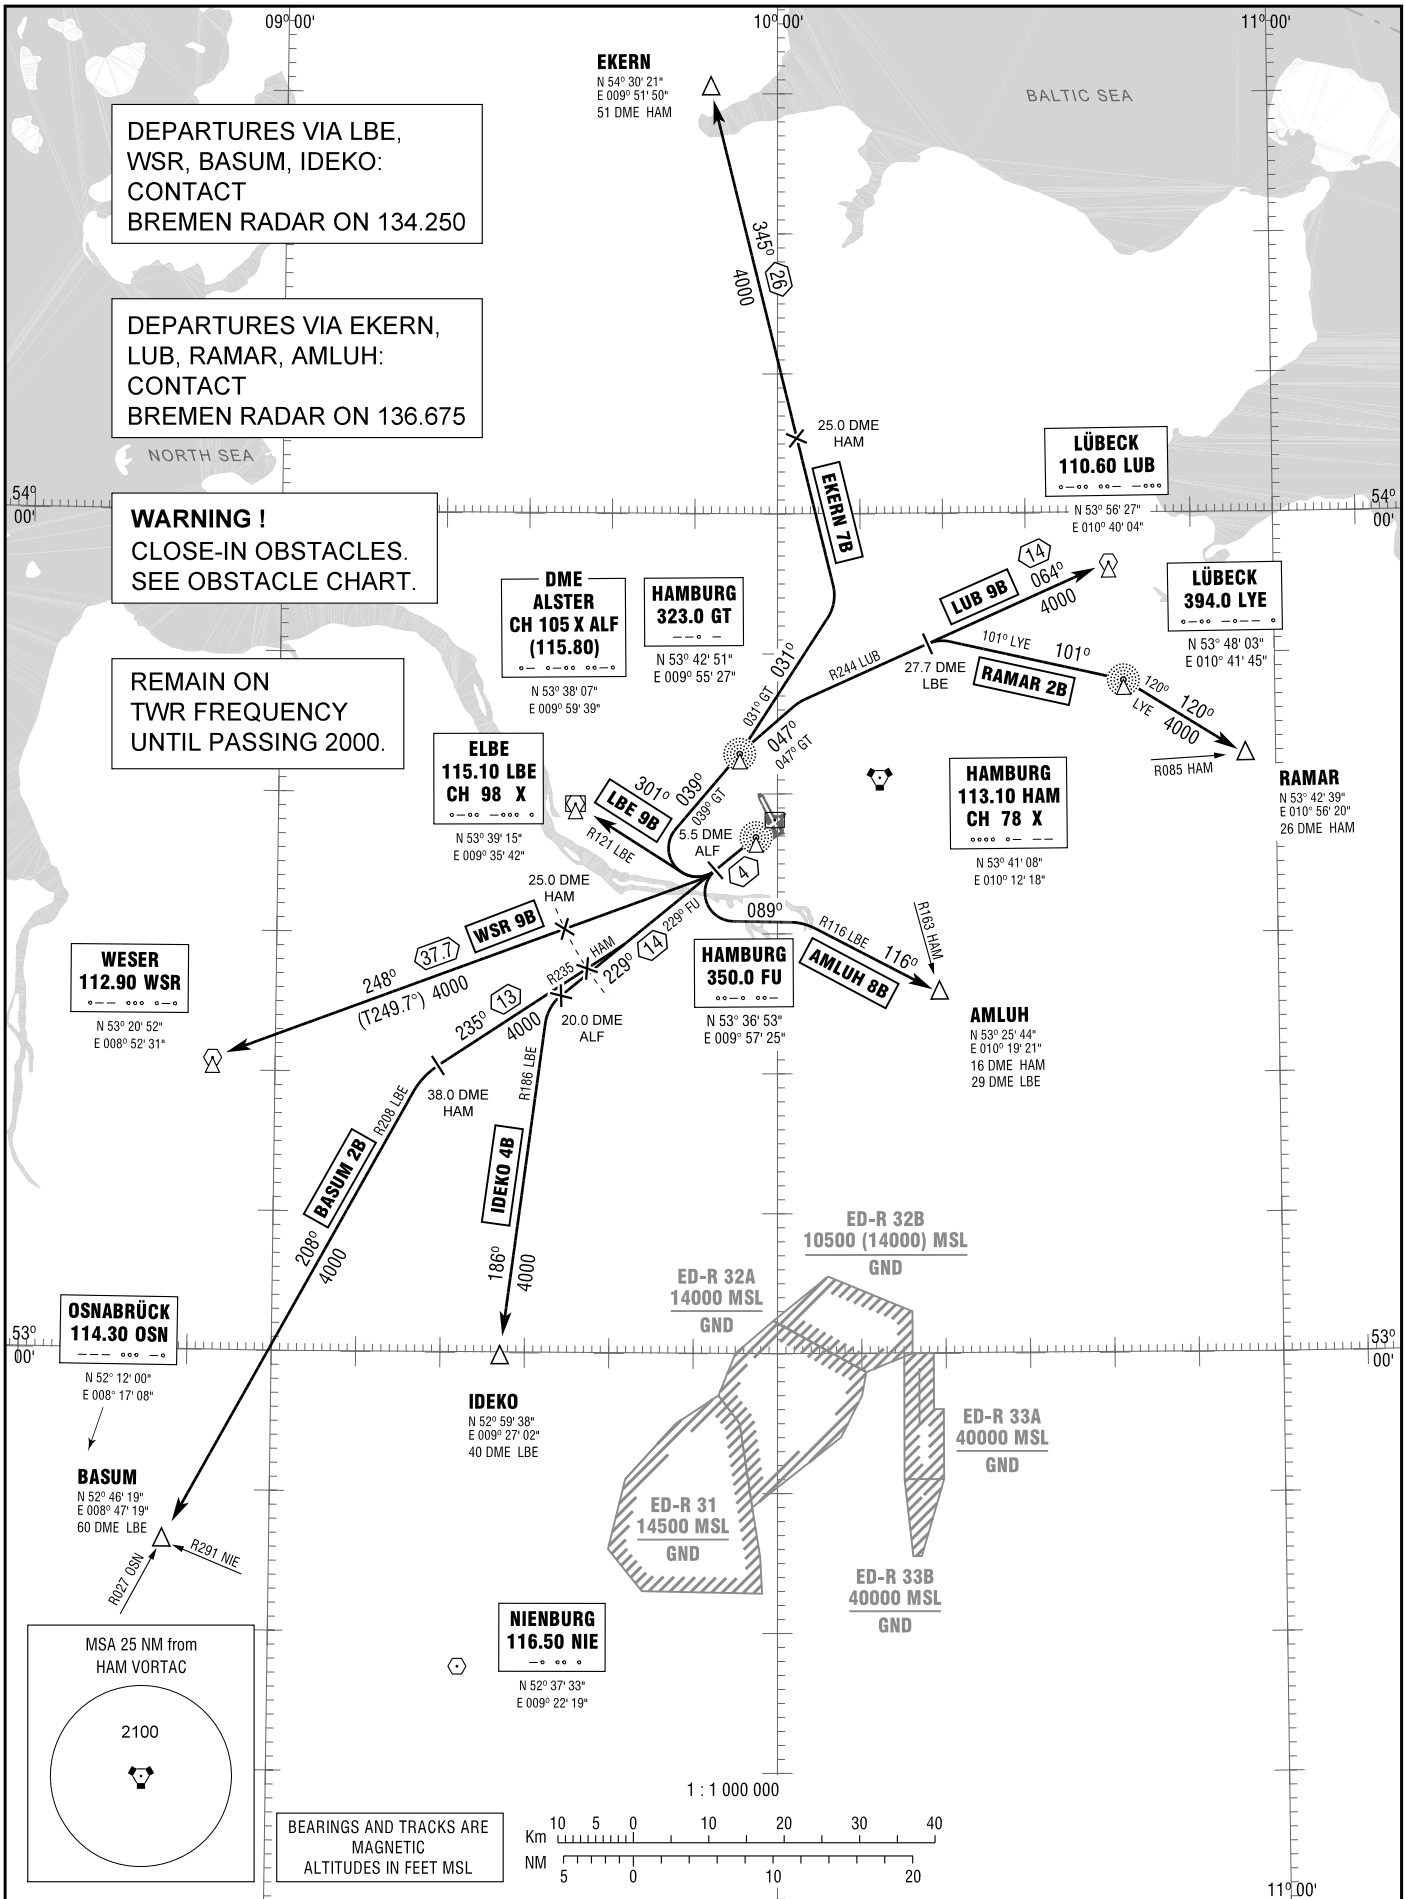 09° 00'
10° 00'
11° 00'
EKERN
N 54° 30' 21"
E 009° 51' 50"
51 DME HAM
BALTIC SEA
DEPARTURES VIA LBE,
WSR, BASUM, IDEKO:
CONTACT
BREMEN RADAR ON 134.250
DEPARTURES VIA EKERN,
LUB, RAMAR, AMLUH:
CONTACT
BREMEN RADAR ON 136.675
NORTH SEA
345°
26
4000
25.0 DME
HAM
EKERN 7B
LÜBECK
110.60 LUB
N 53° 56' 27"
E 010° 40' 04"
54°
00'
54°
00'
WARNING !
CLOSE-IN OBSTACLES.
SEE OBSTACLE CHART.
REMAIN ON
TWR FREQUENCY
UNTIL PASSING 2000.
DME
ALSTER
CH 105 X ALF
(115.80)
N 53° 38' 07"
E 009° 59' 39"
HAMBURG
323.0 GT
N 53° 42' 51"
E 009° 55' 27"
LÜBECK
394.0 LYE
N 53° 48' 03"
E 010° 41' 45"
14
LUB 9B
064°
4000
031°
031° GT
R244 LUB
27.7 DME
LBE
101° LYE
101°
RAMAR 2B
120°
LYE
120°
4000
R085 HAM
RAMAR
N 53° 42' 39"
E 010° 56' 20"
26 DME HAM
047°
047° GT
ELBE
115.10 LBE
CH 98 X
N 53° 39' 15"
E 009° 35' 42"
301°
LBE 9B
R121 LBE
039°
039° GT
5.5 DME
ALF
4
HAMBURG
113.10 HAM
CH 78 X
N 53° 41' 08"
E 010° 12' 18"
25.0 DME
HAM
WSR 9B
37.7
248°
(T249.7°) 4000
WESER
112.90 WSR
N 53° 20' 52"
E 008° 52' 31"
229° FU
14
229°
R235 HAM
235°
13
4000
20.0 DME
ALF
38.0 DME
HAM
089°
R116 LBE
116°
AMLUH 8B
R163 HAM
HAMBURG
350.0 FU
N 53° 36' 53"
E 009° 57' 25"
AMLUH
N 53° 25' 44"
E 010° 19' 21"
16 DME HAM
29 DME LBE
R186 LBE
IDEKO 4B
186°
4000
R208 LBE
BASUM 2B
208°
4000
ED-R 32B
10500 (14000) MSL
GND
ED-R 32A
14000 MSL
GND
53°
00'
53°
00'
OSNABRÜCK
114.30 OSN
N 52° 12' 00"
E 008° 17' 08"
IDEKO
N 52° 59' 38"
E 009° 27' 02"
40 DME LBE
ED-R 33A
40000 MSL
GND
BASUM
N 52° 46' 19"
E 008° 47' 19"
60 DME LBE
R291 NIE
R027 OSN
ED-R 31
14500 MSL
GND
ED-R 33B
40000 MSL
GND
NIENBURG
116.50 NIE
N 52° 37' 33"
E 009° 22' 19"
MSA 25 NM from
HAM VORTAC
2100
1 : 1 000 000
BEARINGS AND TRACKS ARE
MAGNETIC
ALTITUDES IN FEET MSL
Km 10 5 0 10 20 30 40
NM 5 0 10 20
11° 00'